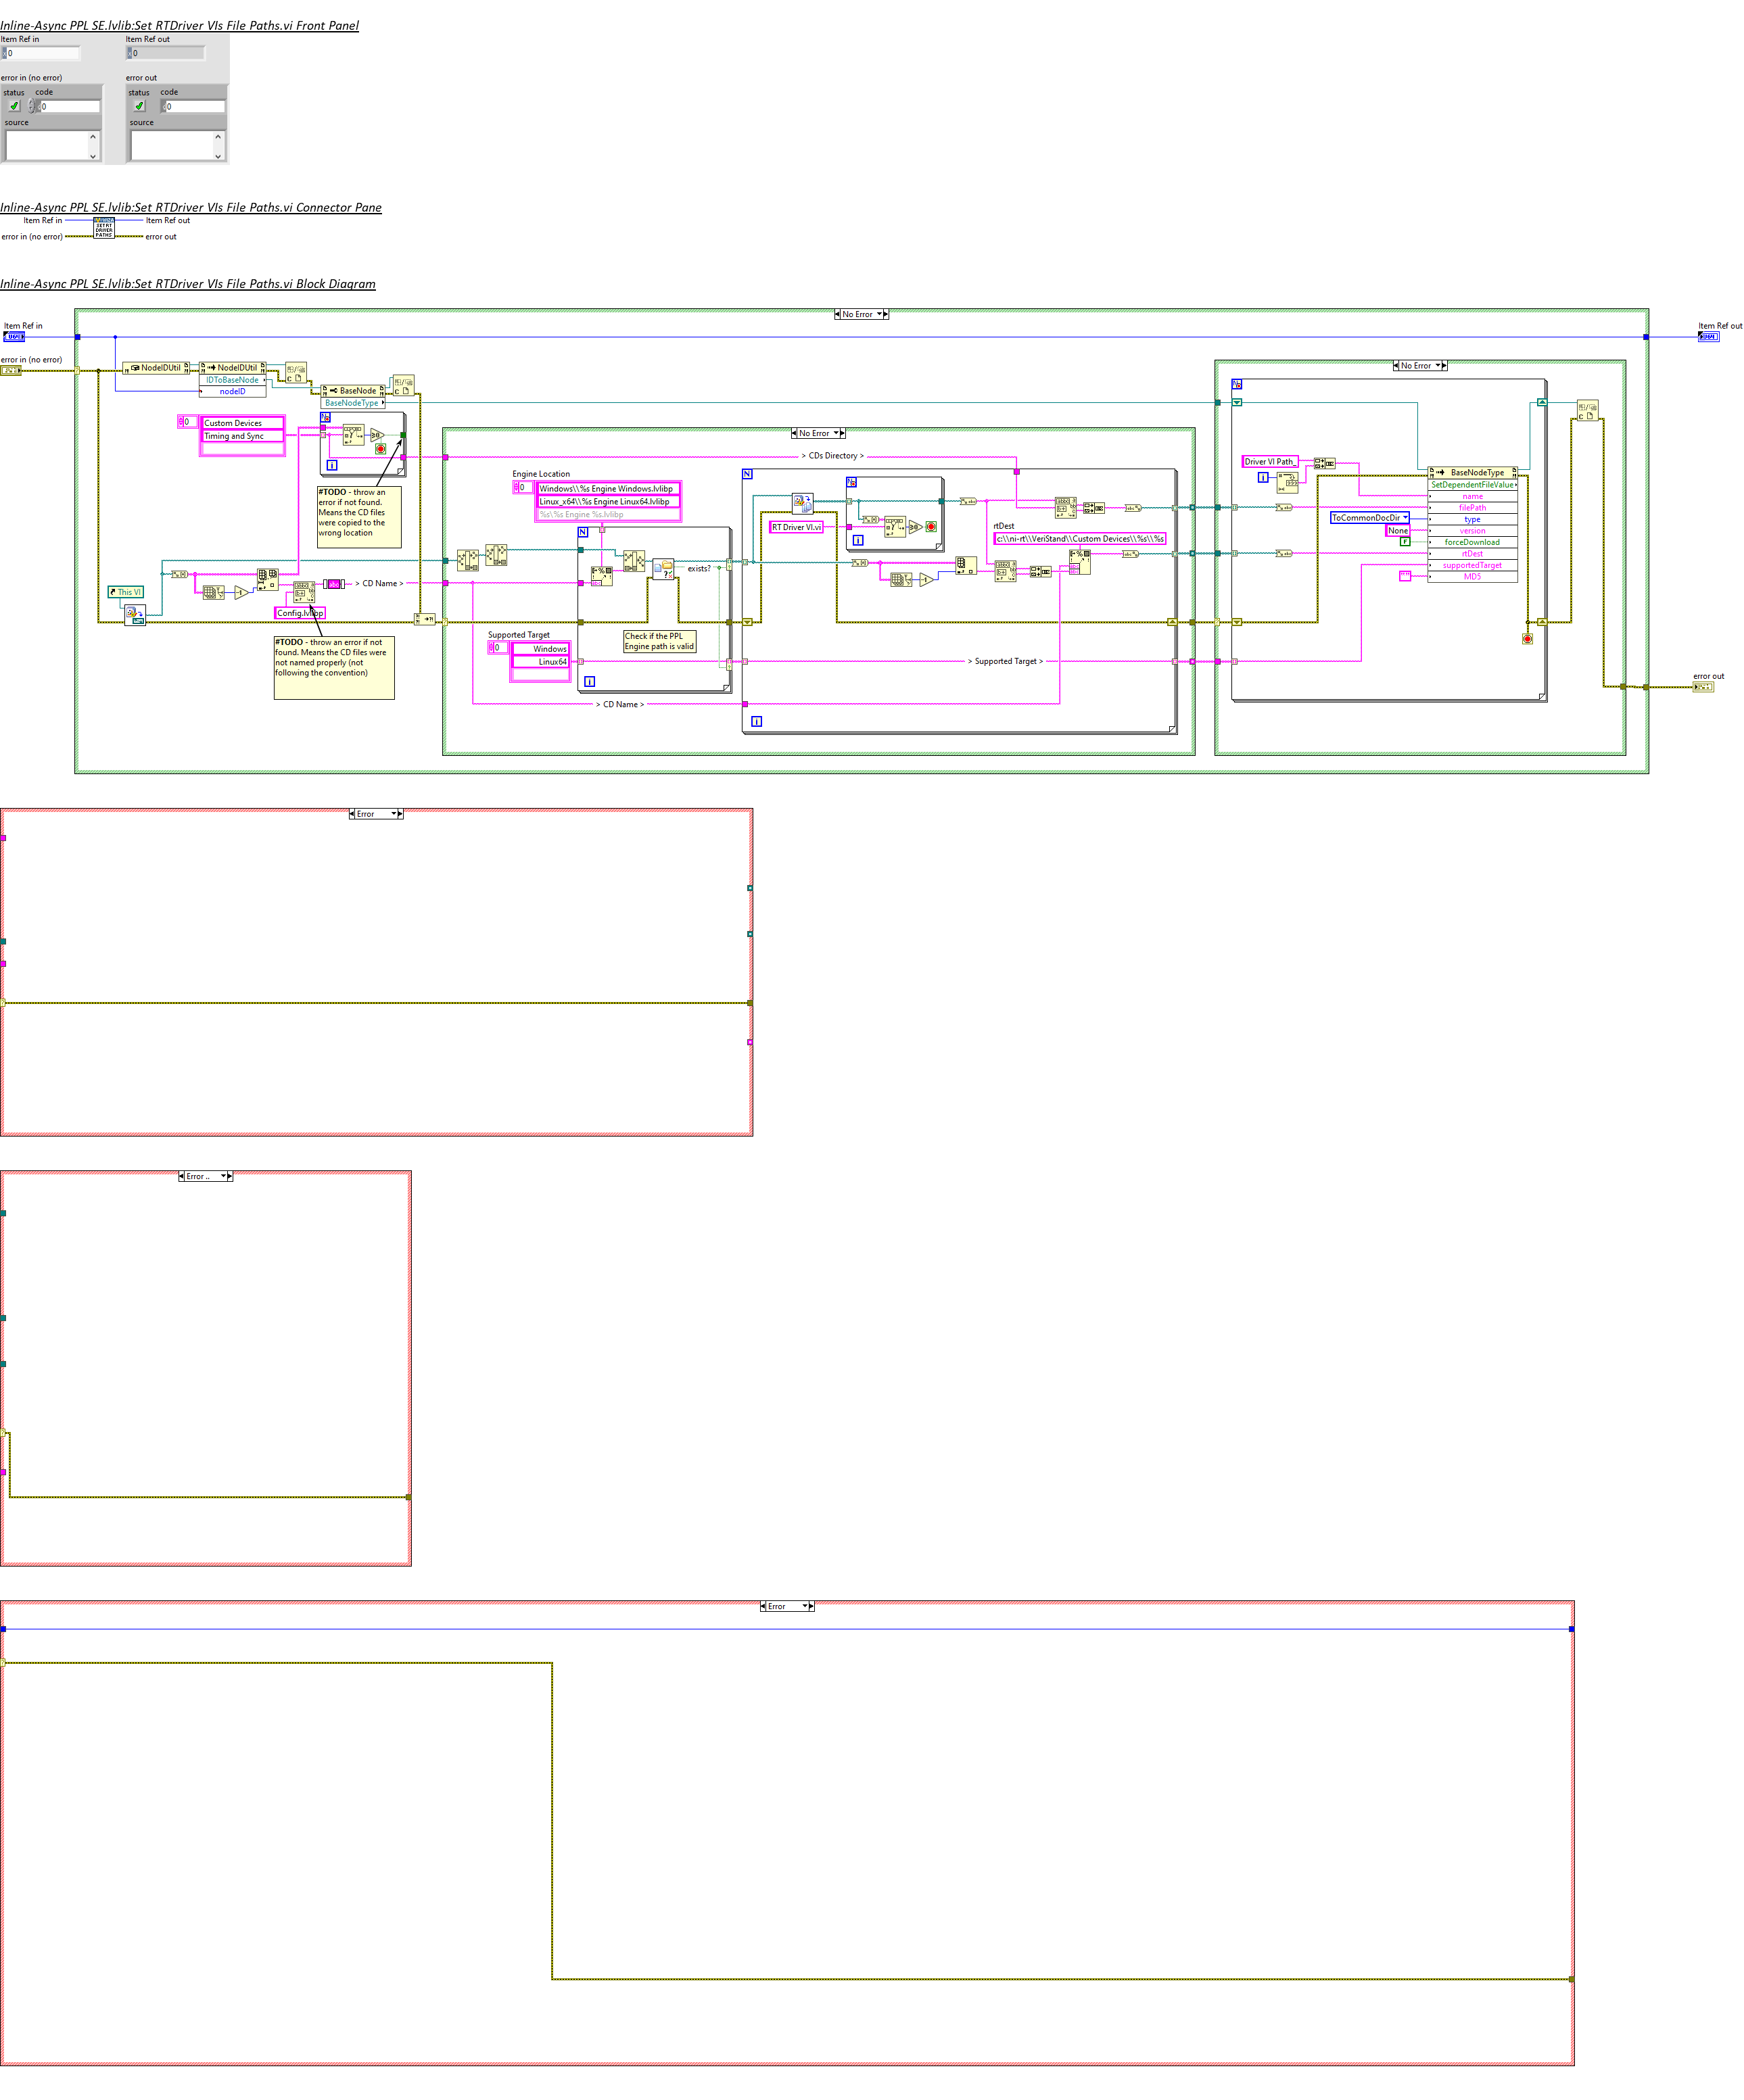 Inline-Async PPL SE.lvlib:Set RTDriver VIs File Paths.vi Front Panel
Item Ref in
Item Ref out
0
0
error in (no error)
error out
status code
status code
0
0
source
source
Inline-Async PPL SE.lvlib:Set RTDriver VIs File Paths.vi Connector Pane
Item Ref in
Item Ref out
SET RT
DRIVER
PATHS
error in (no error)
error out
Inline-Async PPL SE.lvlib:Set RTDriver VIs File Paths.vi Block Diagram
No Error
Item Ref in
Item Ref out
error in (no error)
NodeIDUtil
NodeIDUtil
IDToBaseNode
nodeID
BaseNode
BaseNodeType
No Error
0
Custom Devices
Timing and Sync
i
#TODO - throw an
error if not found.
Means the CD files
were copied to the
wrong location
No Error
> CDs Directory >
Engine Location
0
Windows\\%s Engine Windows.lvlibp
Linux_x64\\%s Engine Linux64.lvlibp
%s\%s Engine %s.lvlibp
N
N
RT Driver VI.vi
i
rtDest
c:\\ni-rt\\VeriStand\\Custom Devices\\%s\\%s
exists?
This VI
> CD Name >
Config.lvlibp
#TODO - throw an error if not
found. Means the CD files were
not named properly (not
following the convention)
Supported Target
0
Windows
Linux64
Check if the PPL
Engine path is valid
i
> Supported Target >
> CD Name >
i
Driver VI Path_
i
BaseNodeType
SetDependentFileValue
name
filePath
ToCommonDocDir
type
None
version
F
forceDownload
rtDest
supportedTarget
MD5
error out
Error
Error ..
Error